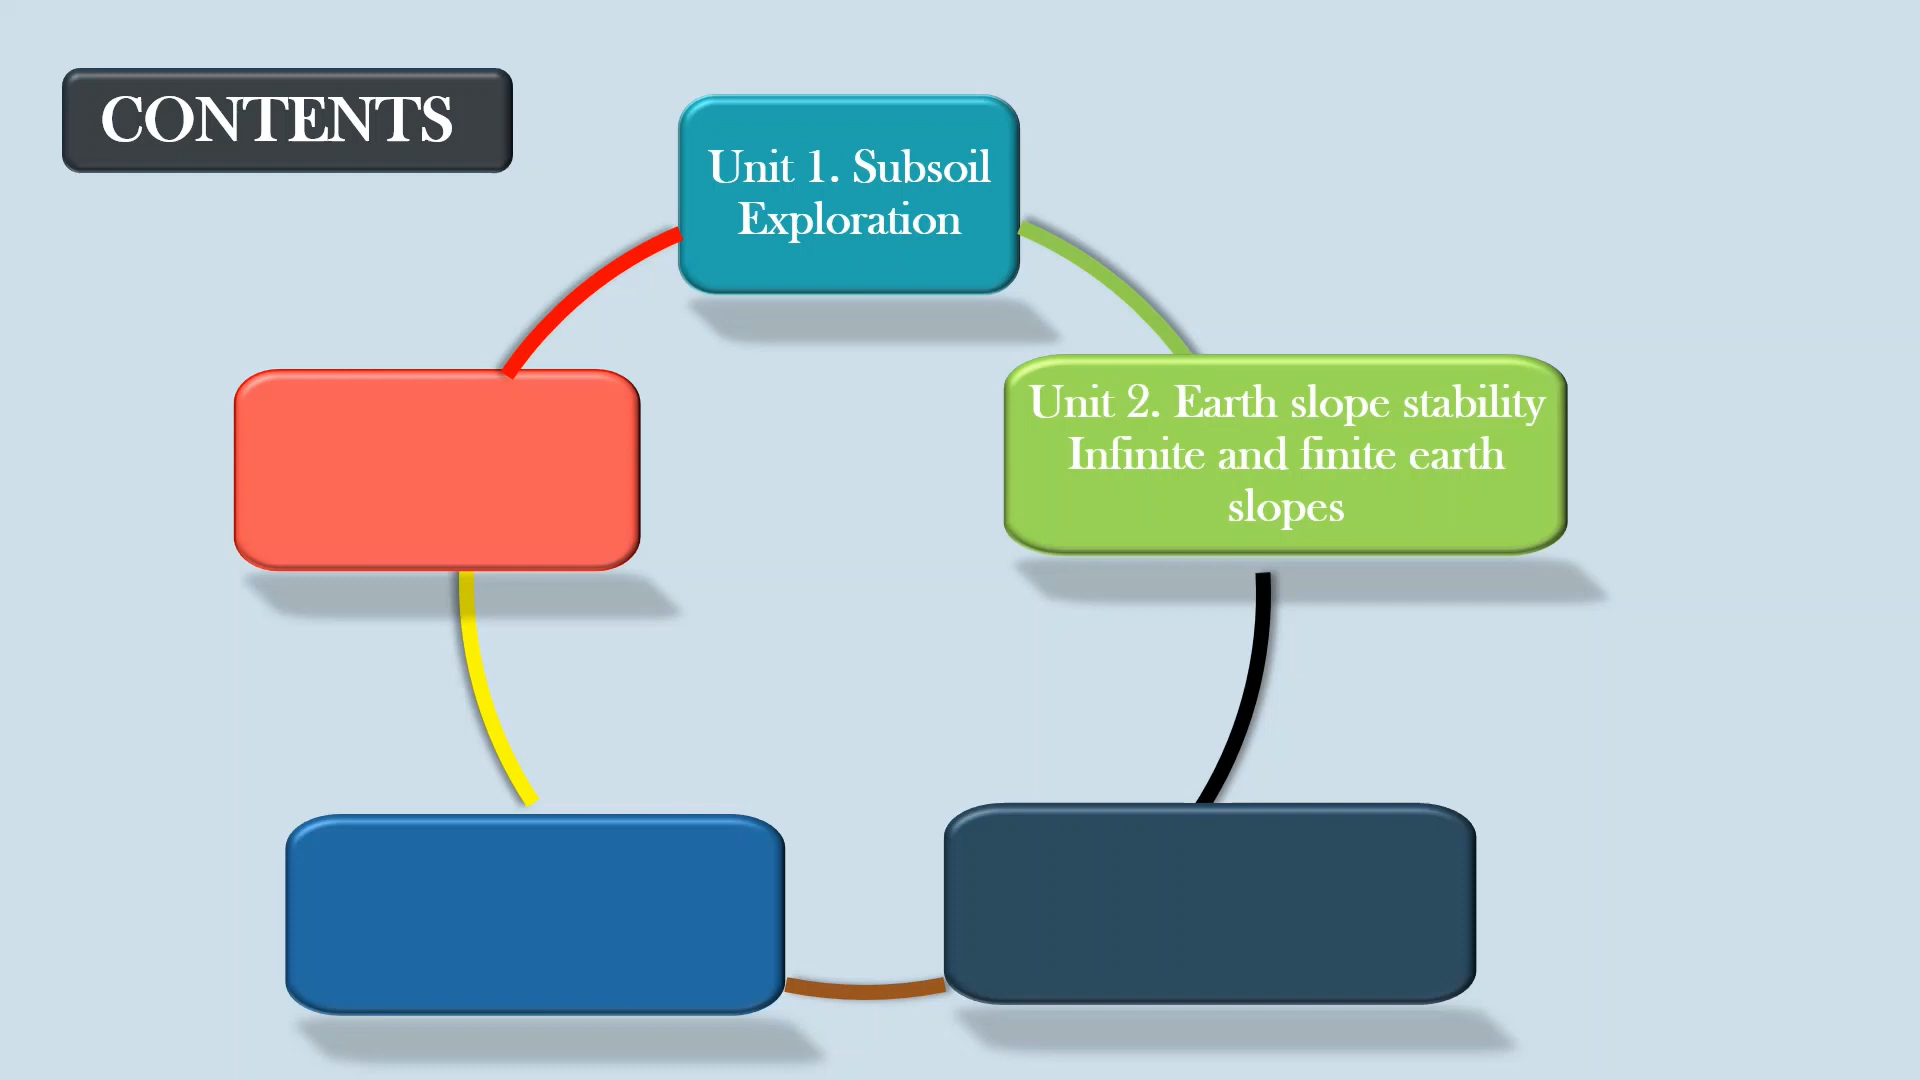 CONTENTS
Unit 1. Subsoil
Exploration
Unit 2. Earth slope stability
Infinite and finite earth
slopes